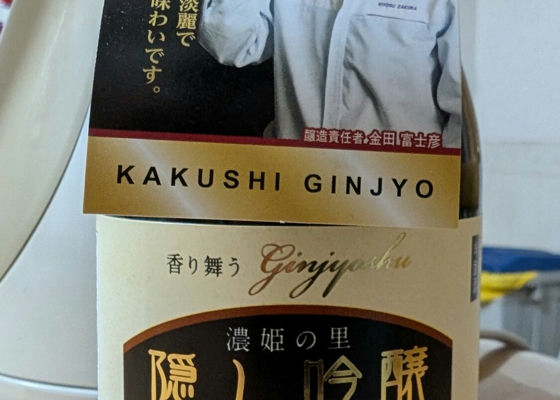 淡麗で
味わいです。
醸造責任者 金田 富士彦
KAKUSHI GINJYO
香り舞う Ginjyoshu
濃姫の里
隠し吟醸